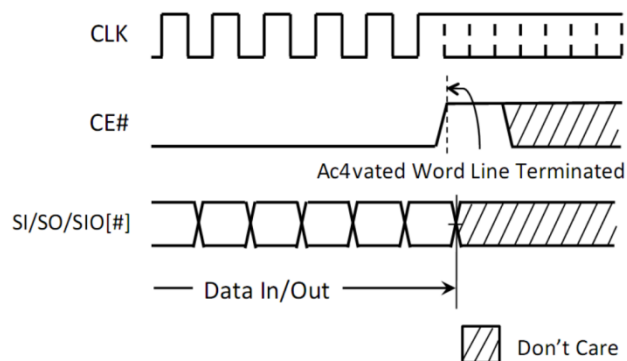 CLK
CE#
Ac4vated Word Line Terminated
SI/SO/SIO[#]
Data In/Out
Don't Care